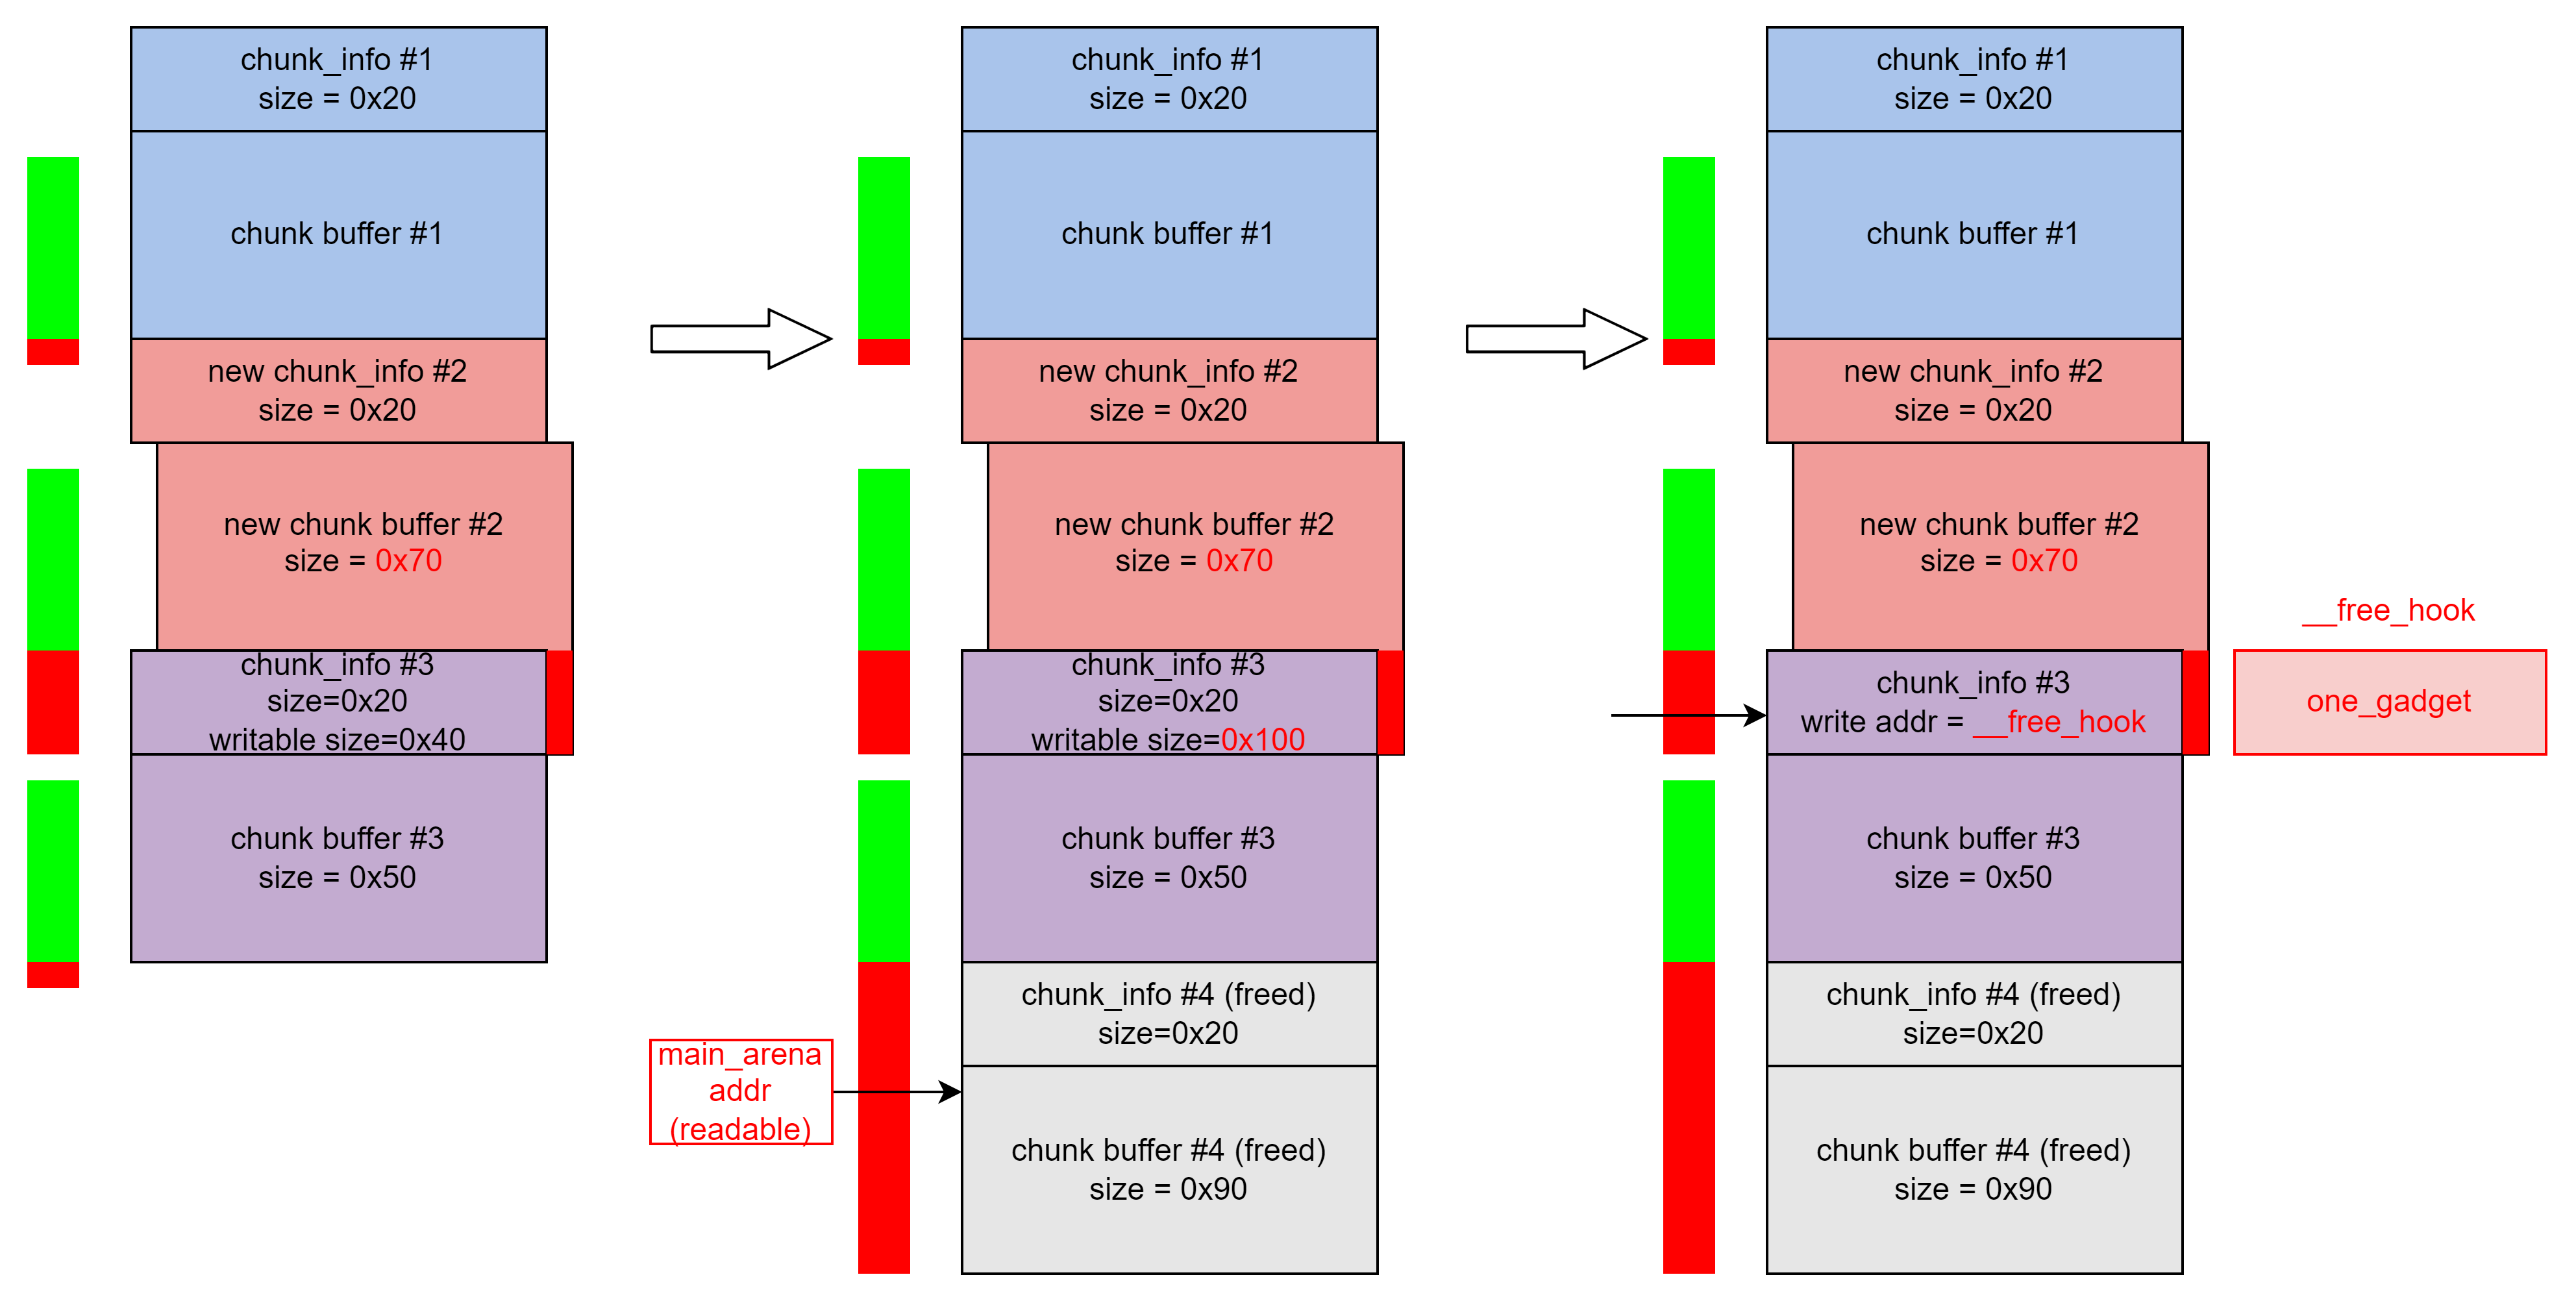 chunk_info #1
size = 0x20
chunk buffer #1
new chunk_info #2
size = 0x20
new chunk buffer #2
size = 0x70
chunk_info #3
size=0x20
writable size=0x40
chunk buffer #3
size = 0x50
chunk_info #1
size = 0x20
chunk buffer #1
new chunk_info #2
size = 0x20
new chunk buffer #2
size = 0x70
chunk_info #3
size=0x20
writable size=0x100
chunk buffer #3
size = 0x50
chunk_info #4 (freed)
size=0x20
main_arena
addr
(readable)
chunk buffer #4 (freed)
size = 0x90
chunk_info #1
size = 0x20
chunk buffer #1
new chunk_info #2
size = 0x20
new chunk buffer #2
size = 0x70
chunk_info #3
write addr = __free_hook
__free_hook
one_gadget
chunk buffer #3
size = 0x50
chunk_info #4 (freed)
size=0x20
chunk buffer #4 (freed)
size = 0x90